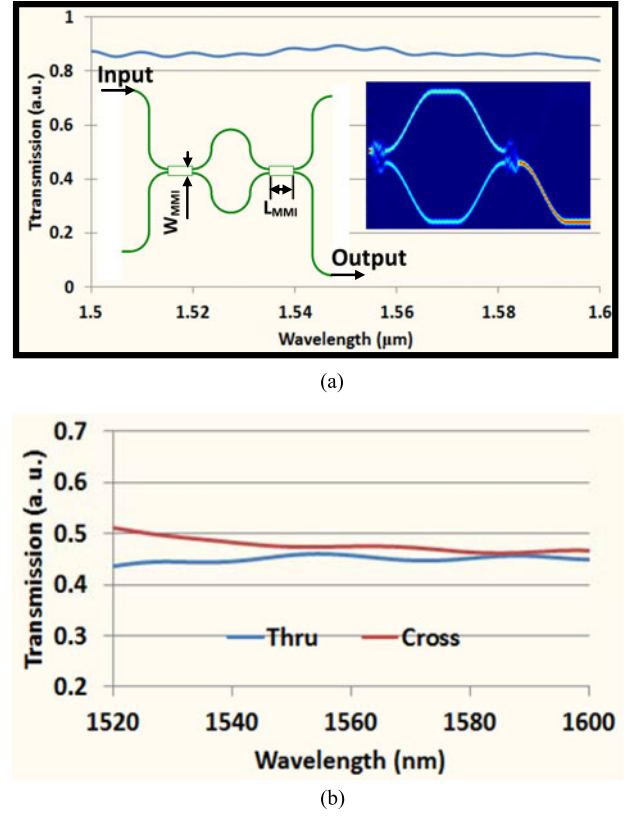 1
0.8
0.6
0.4
0.2
0
Ttransmission (a.u.)
Input
W_MMI
L_MMI
Output
1.5 1.52 1.54 1.56 1.58 1.6
Wavelength (µm)
(a)
0.7
0.6
0.5
0.4
0.3
0.2
Transmission (a. u.)
Thru Cross
1520 1540 1560 1580 1600
Wavelength (nm)
(b)